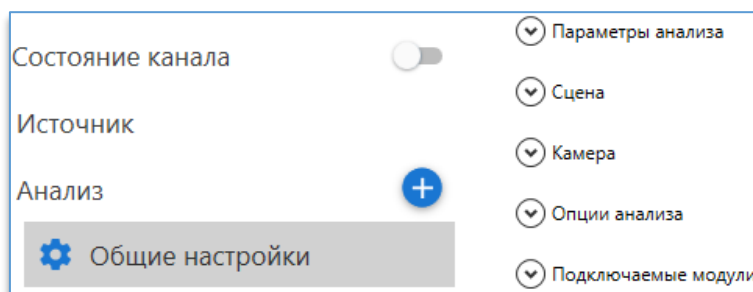 Состояние канала
Источник
Анализ
Общие настройки
Параметры анализа
Сцена
Камера
Опции анализа
Подключаемые модули